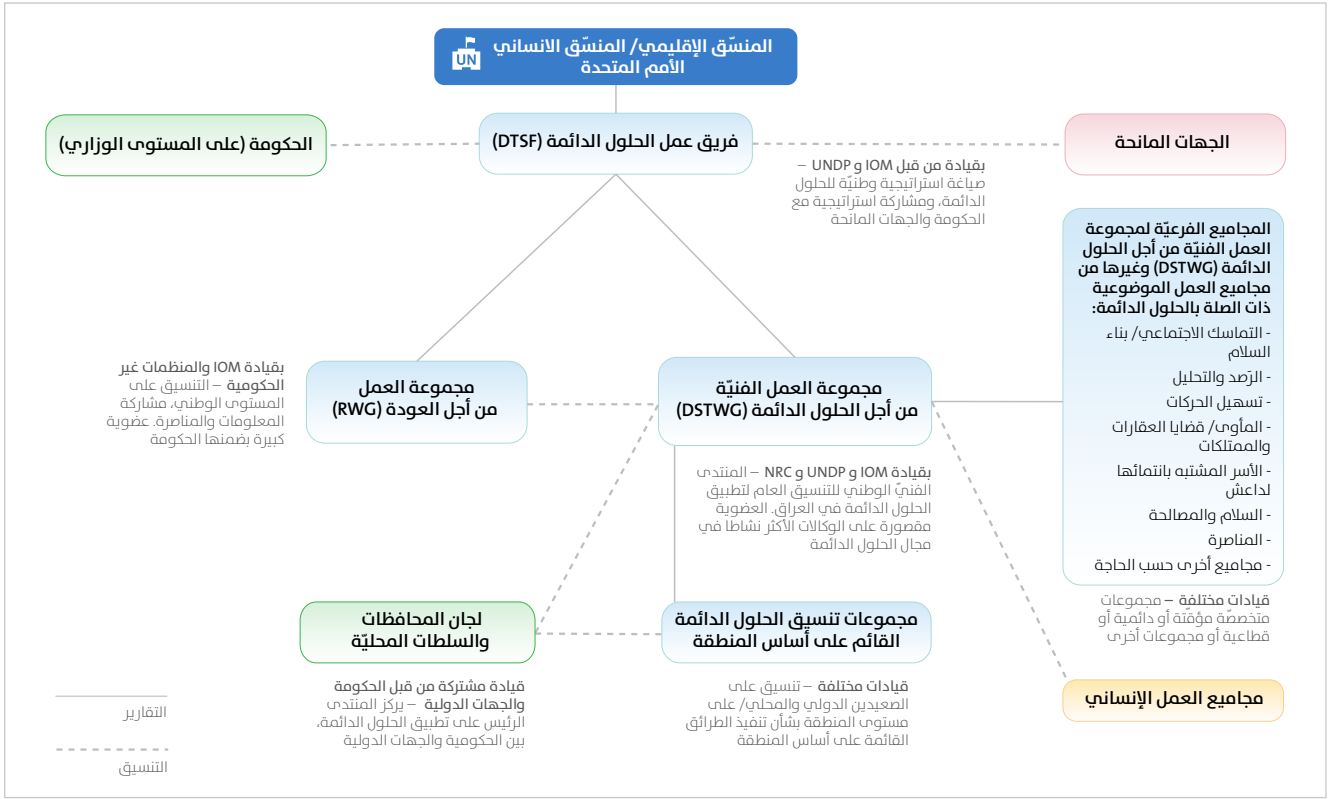 المنسّق الإقليمي/ المنسّق الانساني
الأمم المتحدة
UN
الجهات المانحة
فريق عمل الحلول الدائمة (DTSF)
الحكومة (على المستوى الوزاري)
بقيادة من قبل IOM و UNDP –
صياغة استراتيجية وطنيّة للحلول
الدائمة، ومشاركة استراتيجية مع
الحكومة والجهات المانحة
المجاميع الفرعيّة لمجموعة
العمل الفنيّة من أجل الحلول
الدائمة (DSTWG) وغيرها من
مجاميع العمل الموضوعية
ذات الصلة بالحلول الدائمة:
- التماسك الاجتماعي/ بناء
السلام
- الرّصد والتحليل
- تسهيل الحركات
- المأوى/ قضايا العقارات
والممتلكات
- الأسر المشتبه بانتمائها
لداعش
- السلام والمصالحة
- المناصرة
- مجاميع أخرى حسب الحاجة
قيادات مختلفة – مجموعات
متخصصّة مؤقّتة أو دائمية أو
قطاعية أو مجموعات أخرى
مجاميع العمل الإنساني
مجموعة العمل الفنيّة
من أجل الحلول الدائمة (DSTWG)
بقيادة IOM و UNDP و NRC – المنتدى
الفنيّ الوطني للتنسيق العام لتطبيق
الحلول الدائمة في العراق. العضوية
مقصورة على الوكالات الأكثر نشاطا في
مجال الحلول الدائمة
مجموعة العمل
من أجل العودة (RWG)
بقيادة IOM والمنظمات غير
الحكومية – التنسيق على
المستوى الوطني، مشاركة
المعلومات والمناصرة. عضوية
كبيرة بضمنها الحكومة
مجموعات تنسيق الحلول الدائمة
القائم على أساس المنطقة
قيادات مختلفة – تنسيق على
الصعيدين الدولي والمحلي/ على
مستوى المنطقة بشأن تنفيذ الطرائق
القائمة على أساس المنطقة
لجان المحافظات
والسلطات المحليّة
قيادة مشتركة من قبل الحكومة
والجهات الدولية – يركز المنتدى
الرئيس على تطبيق الحلول الدائمة،
بين الحكومية والجهات الدولية
التقارير
التنسيق